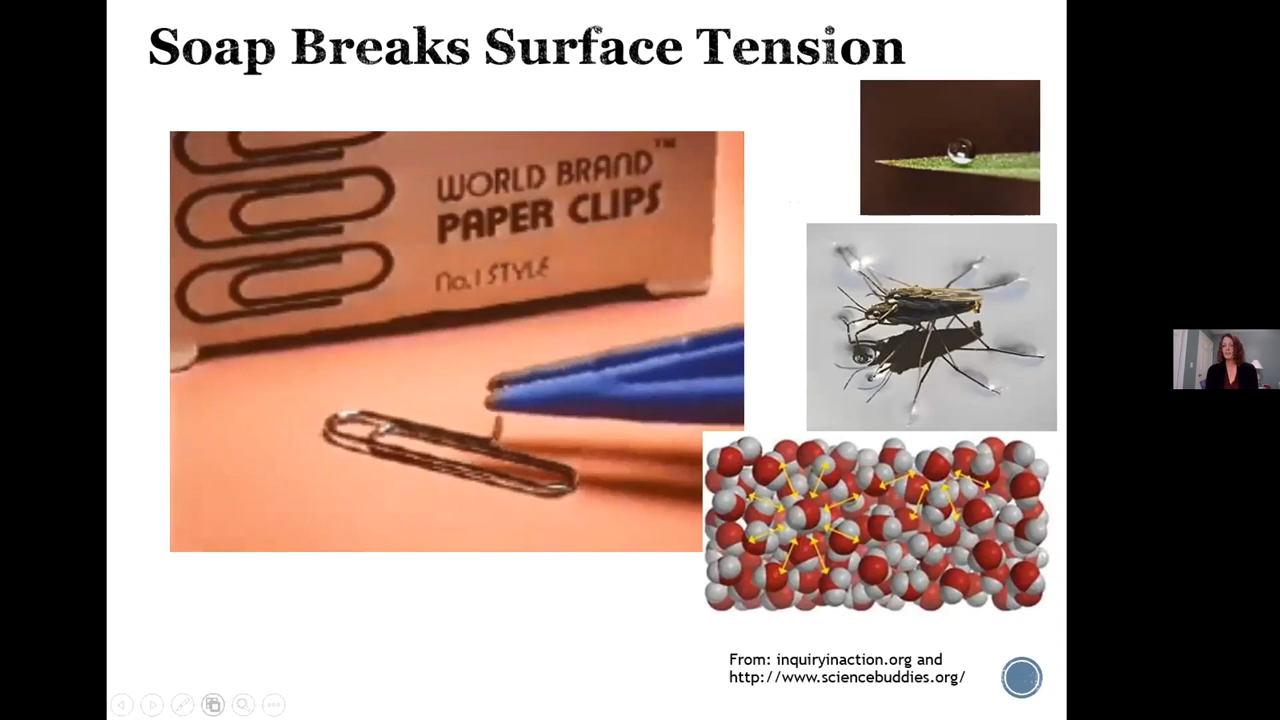 Soap Breaks Surface Tension
WORLD BRAND™
PAPER CLIPS
No.1 STYLE
From: inquiryinaction.org and
http://www.sciencebuddies.org/